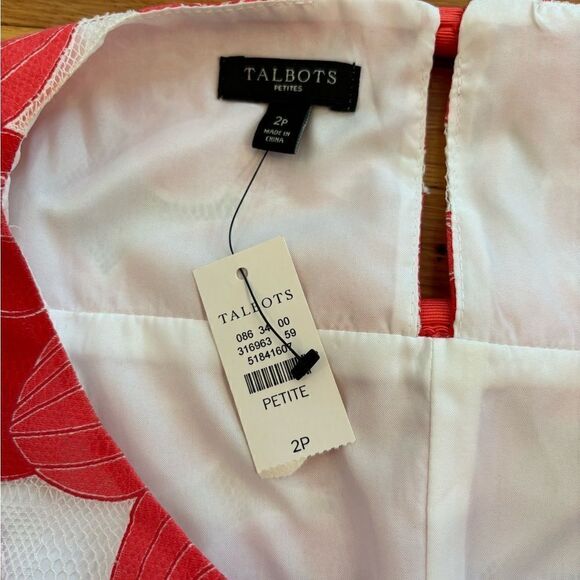 TALBOTS
PETITES
2P
MADE IN
CHINA
TALBOTS
086 34 00
316963 59
51841607
PETITE
2P